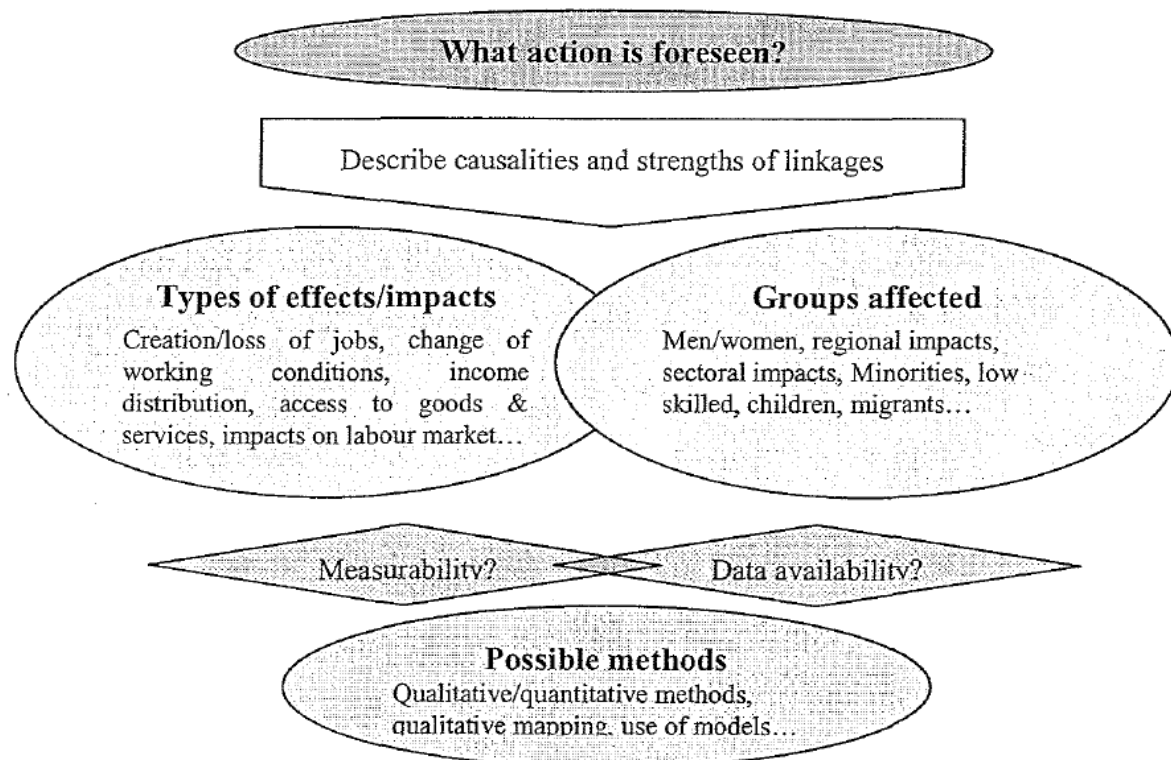 What action is foreseen?
Describe causalities and strengths of linkages
Types of effects/impacts
Creation/loss of jobs, change of
working conditions, income
distribution, access to goods &
services, impacts on labour market...
Groups affected
Men/women, regional impacts,
sectoral impacts, Minorities, low
skilled, children, migrants...
Measurability?
Data availability?
Possible methods
Qualitative/quantitative methods,
qualitative mapping, use of models...